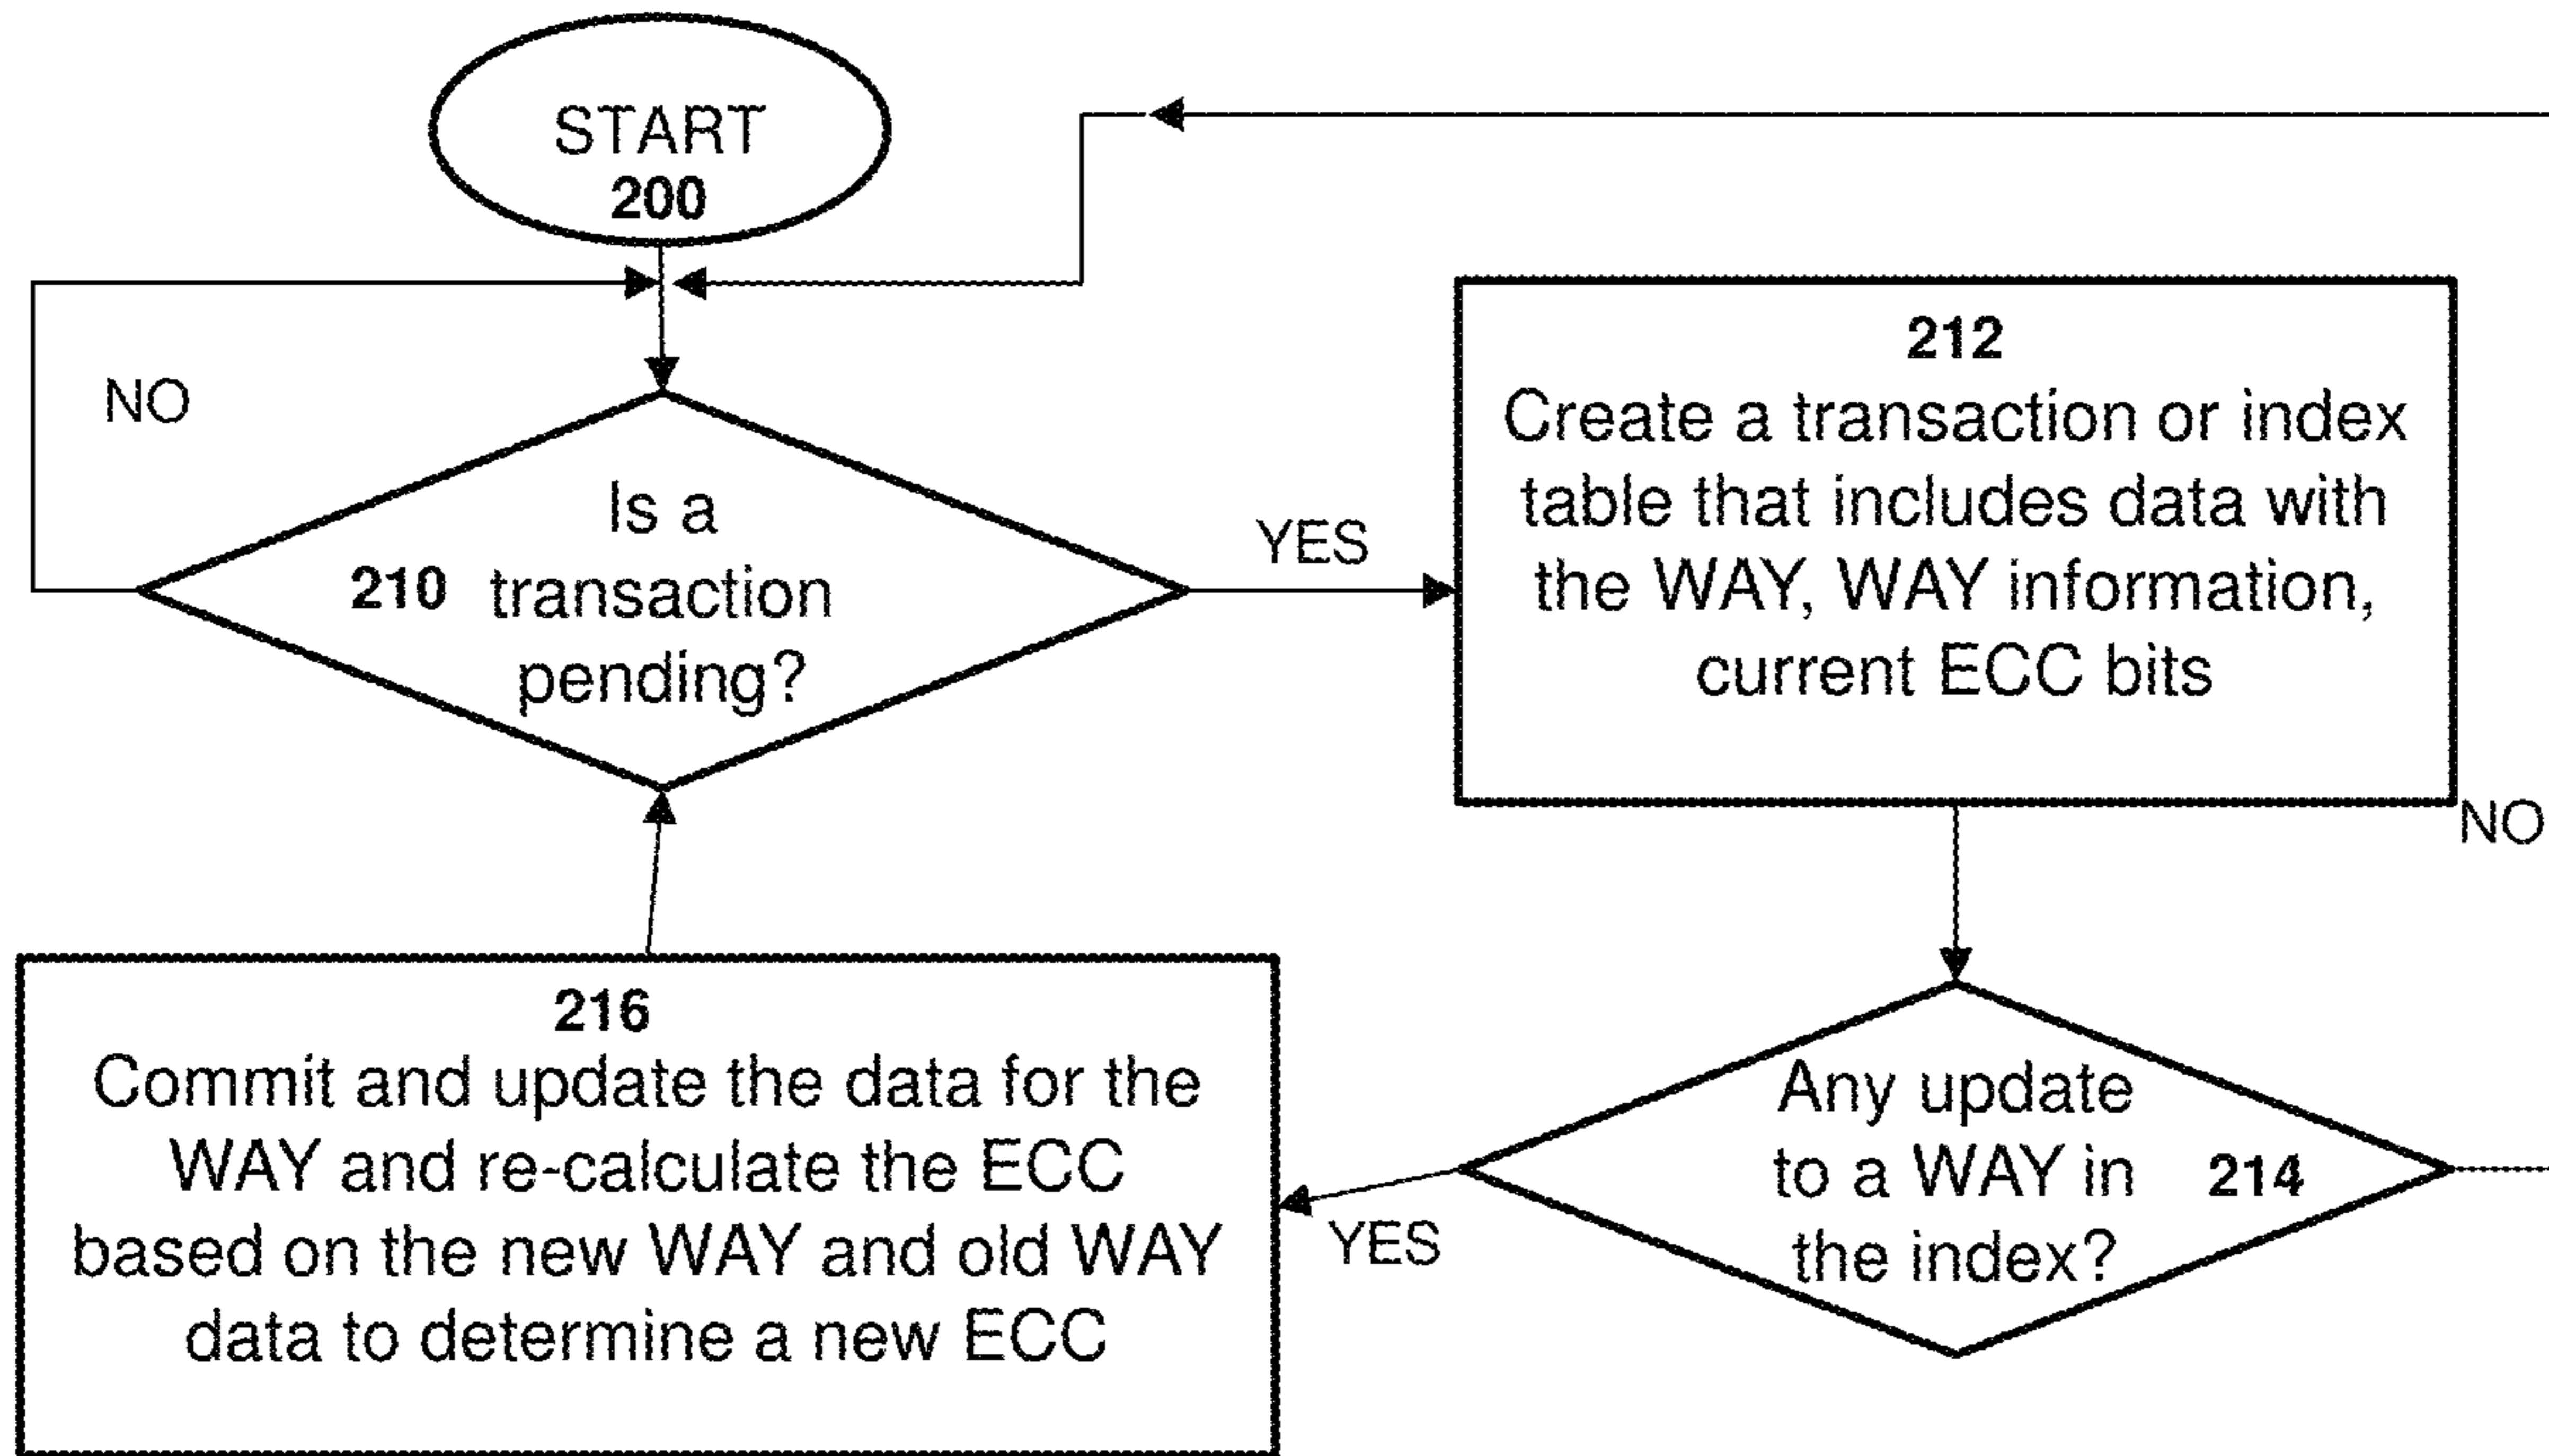 START
200
NO
Is a
210 transaction
pending?
YES
212
Create a transaction or index
table that includes data with
the WAY, WAY information,
current ECC bits
NO
Any update
to a WAY in 214
the index?
YES
216
Commit and update the data for the
WAY and re-calculate the ECC
based on the new WAY and old WAY
data to determine a new ECC